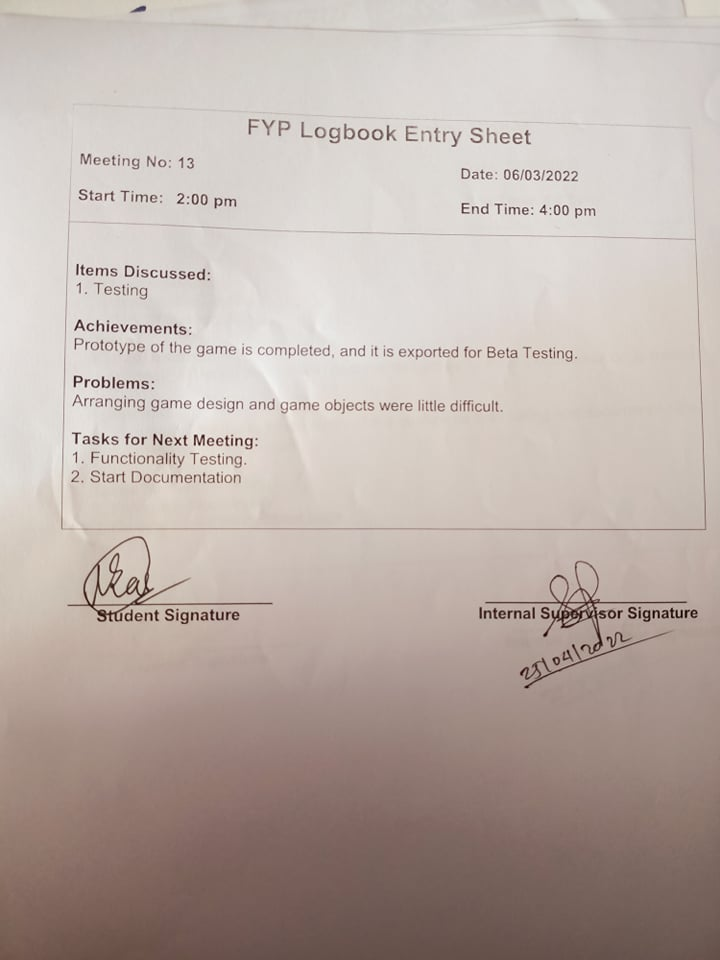 FYP Logbook Entry Sheet
Meeting No: 13
Date: 06/03/2022
Start Time: 2:00 pm
End Time: 4:00 pm
Items Discussed:
1. Testing
Achievements:
Prototype of the game is completed, and it is exported for Beta Testing.
Problems:
Arranging game design and game objects were little difficult.
Tasks for Next Meeting:
1. Functionality Testing.
2. Start Documentation
Student Signature
Internal Supervisor Signature
25/04/2022